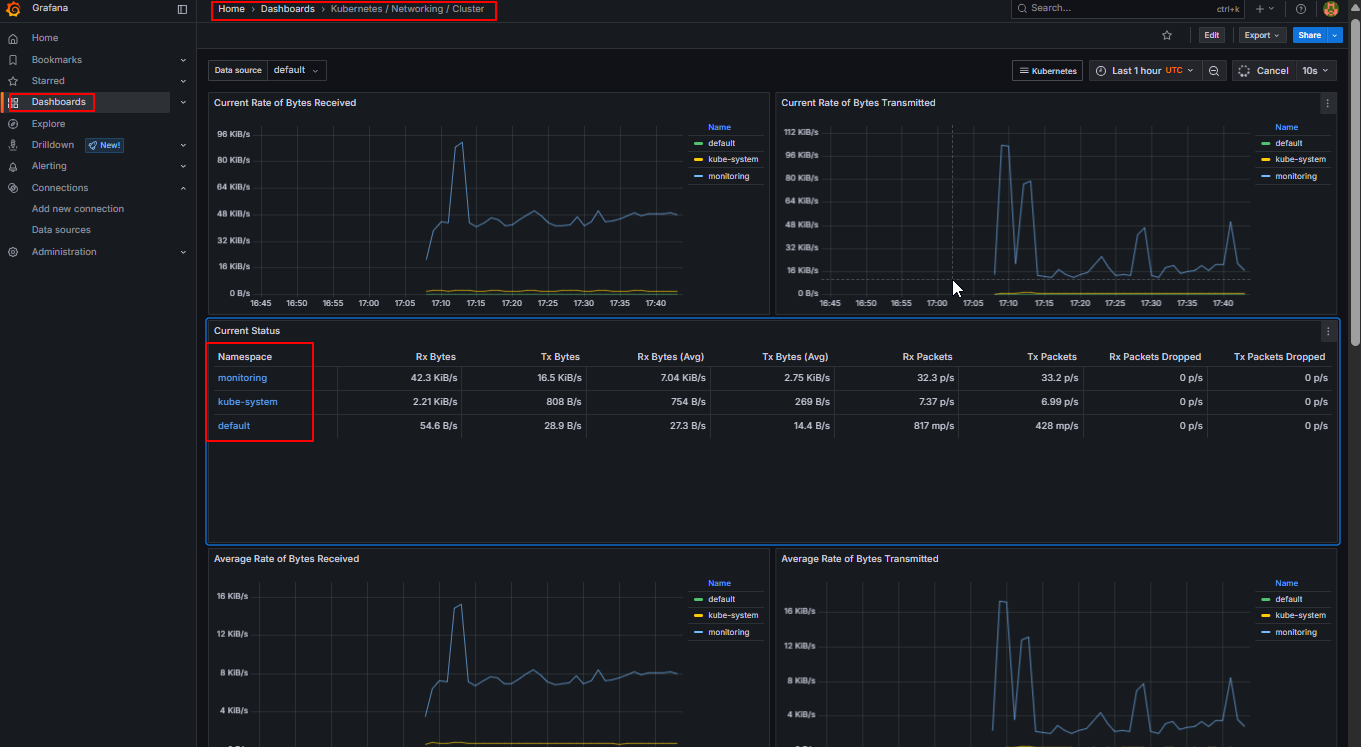 Grafana
Home › Dashboards › Kubernetes / Networking / Cluster
Search...
ctrl+k
Home
Bookmarks
Starred
Dashboards
Explore
Drilldown New!
Alerting
Connections
Add new connection
Data sources
Administration
Edit
Export
Share
Data source default
Kubernetes
Last 1 hour UTC
Cancel
10s
Current Rate of Bytes Received
96 KiB/s
80 KiB/s
64 KiB/s
48 KiB/s
32 KiB/s
16 KiB/s
0 B/s
16:45 16:50 16:55 17:00 17:05 17:10 17:15 17:20 17:25 17:30 17:35 17:40
Name
default
kube-system
monitoring
Current Rate of Bytes Transmitted
112 KiB/s
96 KiB/s
80 KiB/s
64 KiB/s
48 KiB/s
32 KiB/s
16 KiB/s
0 B/s
16:45 16:50 16:55 17:00 17:05 17:10 17:15 17:20 17:25 17:30 17:35 17:40
Name
default
kube-system
monitoring
Current Status
Namespace Rx Bytes Tx Bytes Rx Bytes (Avg) Tx Bytes (Avg) Rx Packets Tx Packets Rx Packets Dropped Tx Packets Dropped
monitoring 42.3 KiB/s 16.5 KiB/s 7.04 KiB/s 2.75 KiB/s 32.3 p/s 33.2 p/s 0 p/s 0 p/s
kube-system 2.21 KiB/s 808 B/s 754 B/s 269 B/s 7.37 p/s 6.99 p/s 0 p/s 0 p/s
default 54.6 B/s 28.9 B/s 27.3 B/s 14.4 B/s 817 mp/s 428 mp/s 0 p/s 0 p/s
Average Rate of Bytes Received
16 KiB/s
12 KiB/s
8 KiB/s
4 KiB/s
Name
default
kube-system
monitoring
Average Rate of Bytes Transmitted
16 KiB/s
12 KiB/s
8 KiB/s
4 KiB/s
Name
default
kube-system
monitoring